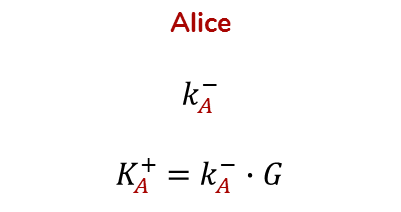 Alice
k_A^-
K_A^+ = k_A^- · G